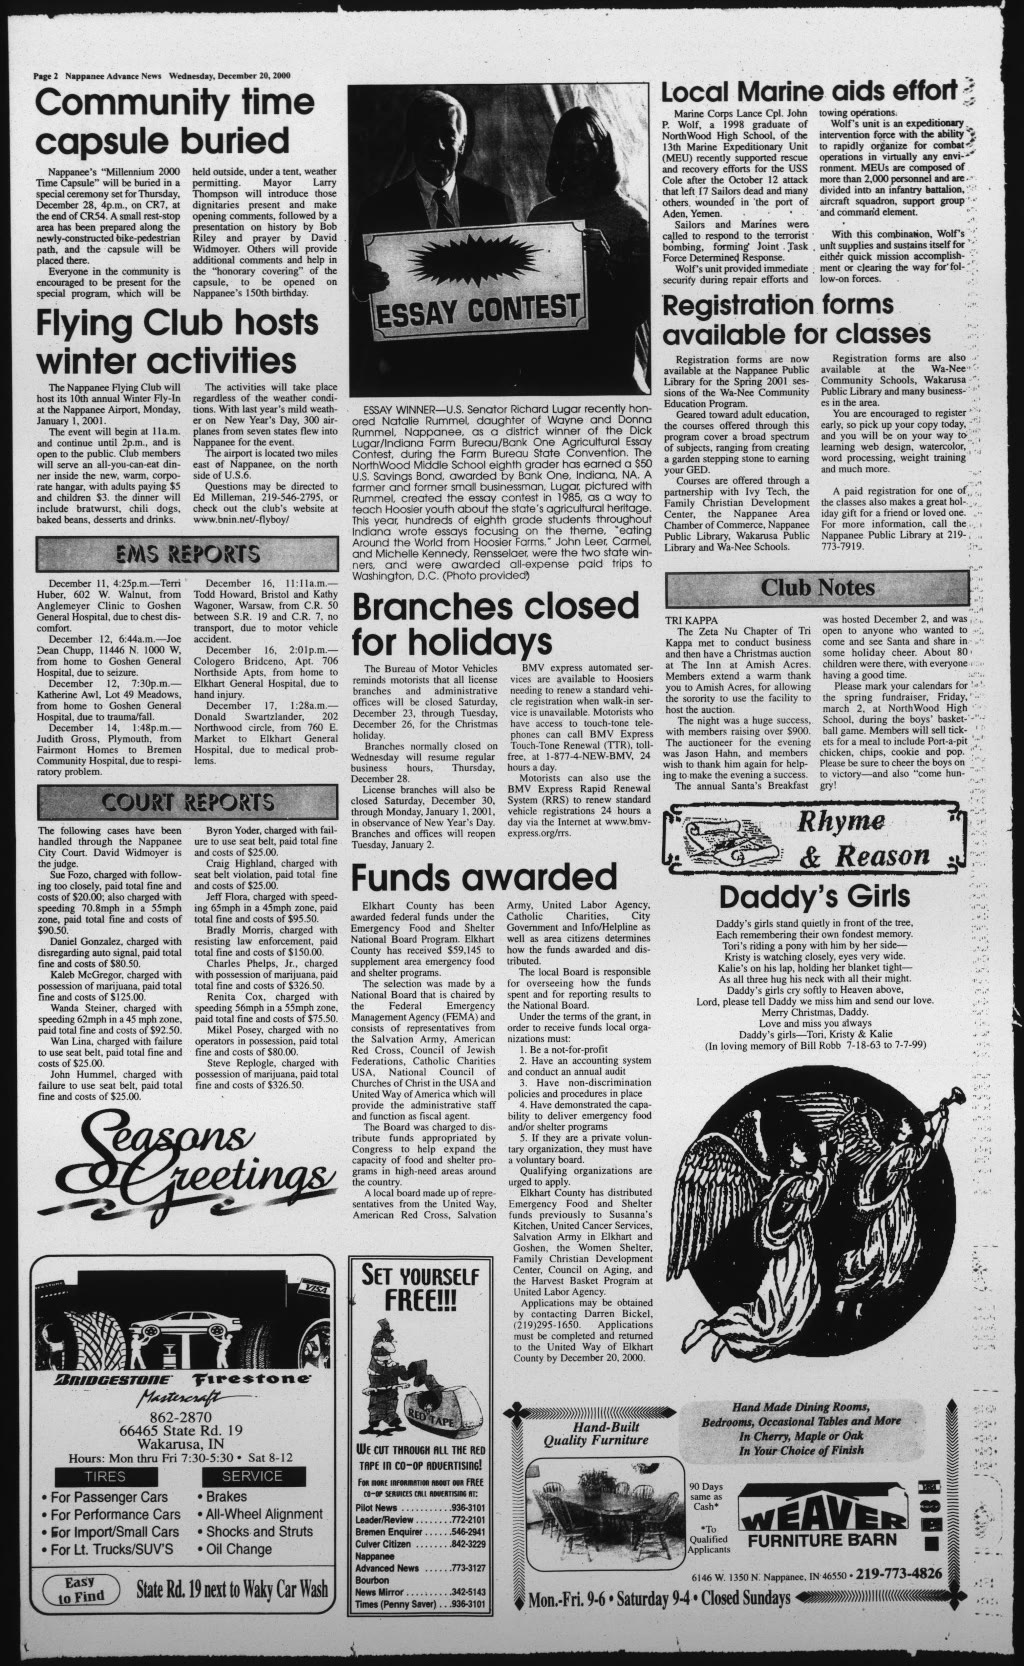 Page 2 Nappanee Advance News Wednesday, December 20, 2000
Community time
capsule buried
Nappanee's "Millennium 2000
Time Capsule" will be buried in a
special ceremony set for Thursday,
December 28, 4p.m., on CR7, at
the end of CR54. A small rest-stop
area has been prepared along the
newly-constructed bike-pedestrian
path, and the capsule will be
placed there.
Everyone in the community is
encouraged to be present for the
special program, which will be
held outside, under a tent, weather
permitting. Mayor Larry
Thompson will introduce those
dignitaries present and make
opening comments, followed by a
presentation on history by Bob
Riley and prayer by David
Widmoyer. Others will provide
additional comments and help in
the "honorary covering" of the
capsule, to be opened on
Nappanee's 150th birthday.
Flying Club hosts
winter activities
The Nappanee Flying Club will
host its 10th annual Winter Fly-In
at the Nappanee Airport, Monday,
January 1, 2001.
The event will begin at 11a.m.
and continue until 2p.m., and is
open to the public. Club members
will serve an all-you-can-eat din-
ner inside the new, warm, corpo-
rate hangar, with adults paying $5
and children $3. the dinner will
include bratwurst, chili dogs,
baked beans, desserts and drinks.
The activities will take place
regardless of the weather condi-
tions. With last year's mild weath-
er on New Year's Day, 300 air-
planes from seven states flew into
Nappanee for the event.
The airport is located two miles
east of Nappanee, on the north
side of U.S.6.
Questions may be directed to
Ed Milleman, 219-546-2795, or
check out the club's website at
www.bnin.net/-flyboy/
EMS REPORTS
December 11, 4:25p.m.—Terri
Huber, 602 W. Walnut, from
Anglemeyer Clinic to Goshen
General Hospital, due to chest dis-
comfort.
December 12, 6:44a.m.—Joe
Dean Chupp, 11446 N. 1000 W,
from home to Goshen General
Hospital, due to seizure.
December 12, 7:30p.m.—
Katherine Awl, Lot 49 Meadows,
from home to Goshen General
Hospital, due to trauma/fall.
December 14, 1:48p.m.—
Judith Gross, Plymouth, from
Fairmont Homes to Bremen
Community Hospital, due to respi-
ratory problem.
December 16, 11:11a.m.—
Todd Howard, Bristol and Kathy
Wagoner, Warsaw, from C.R. 50
between S.R. 19 and C.R. 7, no
transport, due to motor vehicle
accident.
December 16, 2:01p.m.—
Cologero Bridceno, Apt. 706
Northside Apts, from home to
Elkhart General Hospital, due to
hand injury.
December 17, 1:28a.m.—
Donald Swartzlander, 202
Northwood circle, from 760 E.
Market to Elkhart General
Hospital, due to medical prob-
lems.
COURT REPORTS
The following cases have been
handled through the Nappanee
City Court. David Widmoyer is
the judge.
Sue Fozo, charged with follow-
ing too closely, paid total fine and
costs of $20.00; also charged with
speeding 70.8mph in a 55mph
zone, paid total fine and costs of
$90.50.
Daniel Gonzalez, charged with
disregarding auto signal, paid total
fine and costs of $80.50.
Kaleb McGregor, charged with
possession of marijuana, paid total
fine and costs of $125.00.
Wanda Steiner, charged with
speeding 62mph in a 45 mph zone,
paid total fine and costs of $92.50.
Wan Lina, charged with failure
to use seat belt, paid total fine and
costs of $25.00.
John Hummel, charged with
failure to use seat belt, paid total
fine and costs of $25.00.
Byron Yoder, charged with fail-
ure to use seat belt, paid total fine
and costs of $25.00.
Craig Highland, charged with
seat belt violation, paid total fine
and costs of $25.00.
Jeff Flora, charged with speed-
ing 65mph in a 45mph zone, paid
total fine and costs of $95.50.
Bradly Morris, charged with
resisting law enforcement, paid
total fine and costs of $150.00.
Charles Phelps, Jr., charged
with possession of marijuana, paid
total fine and costs of $326.50.
Renita Cox, charged with
speeding 56mph in a 55mph zone,
paid total fine and costs of $75.50.
Mikel Posey, charged with no
operators in possession, paid total
fine and costs of $80.00.
Steve Replogle, charged with
possession of marijuana, paid total
fine and costs of $326.50.
Seasons
Greetings
VISA
BRIDGESTONE Firestone
Mastercraft
862-2870
66465 State Rd. 19
Wakarusa, IN
Hours: Mon thru Fri 7:30-5:30 • Sat 8-12
TIRES
• For Passenger Cars
• For Performance Cars
• For Import/Small Cars
• For Lt. Trucks/SUV'S
SERVICE
• Brakes
• All-Wheel Alignment
• Shocks and Struts
• Oil Change
Easy
to Find
State Rd. 19 next to Waky Car Wash
ESSAY CONTEST
ESSAY WINNER—U.S. Senator Richard Lugar recently hon-
ored Natalie Rummel, daughter of Wayne and Donna
Rummel, Nappanee, as a district winner of the Dick
Lugar/Indiana Farm Bureau/Bank One Agricultural Essay
Contest, during the Farm Bureau State Convention. The
NorthWood Middle School eighth grader has earned a $50
U.S. Savings Bond, awarded by Bank One, Indiana, NA. A
farmer and former small businessman, Lugar, pictured with
Rummel, created the essay contest in 1985, as a way to
teach Hoosier youth about the state's agricultural heritage.
This year, hundreds of eighth grade students throughout
Indiana wrote essays focusing on the theme, "eating
Around the World from Hoosier Farms." John Leer, Carmel,
and Michelle Kennedy, Rensselaer, were the two state win-
ners, and were awarded all-expense paid trips to
Washington, D.C. (Photo provided)
Branches closed
for holidays
The Bureau of Motor Vehicles
reminds motorists that all license
branches and administrative
offices will be closed Saturday,
December 23, through Tuesday,
December 26, for the Christmas
holiday.
Branches normally closed on
Wednesday will resume regular
business hours, Thursday,
December 28.
License branches will also be
closed Saturday, December 30,
through Monday, January 1, 2001,
in observance of New Year's Day.
Branches and offices will reopen
Tuesday, January 2.
BMV express automated ser-
vices are available to Hoosiers
needing to renew a standard vehi-
cle registration when walk-in ser-
vice is unavailable. Motorists who
have access to touch-tone tele-
phones can call BMV Express
Touch-Tone Renewal (TTR), toll-
free, at 1-877-4-NEW-BMV, 24
hours a day.
Motorists can also use the
BMV Express Rapid Renewal
System (RRS) to renew standard
vehicle registrations 24 hours a
day via the Internet at www.bmv-
express.org/rrs.
Funds awarded
Elkhart County has been
awarded federal funds under the
Emergency Food and Shelter
National Board Program. Elkhart
County has received $59,145 to
supplement area emergency food
and shelter programs.
The selection was made by a
National Board that is chaired by
the Federal Emergency
Management Agency (FEMA) and
consists of representatives from
the Salvation Army, American
Red Cross, Council of Jewish
Federations, Catholic Charities
USA, National Council of
Churches of Christ in the USA and
United Way of America which will
provide the administrative staff
and function as fiscal agent.
The Board was charged to dis-
tribute funds appropriated by
Congress to help expand the
capacity of food and shelter pro-
grams in high-need areas around
the country.
A local board made up of repre-
sentatives from the United Way,
American Red Cross, Salvation
Army, United Labor Agency,
Catholic Charities, City
Government and Info/Helpline as
well as area citizens determines
how the funds awarded and dis-
tributed.
The local Board is responsible
for overseeing how the funds
spent and for reporting results to
the National Board.
Under the terms of the grant, in
order to receive funds local orga-
nizations must:
1. Be a not-for-profit
2. Have an accounting system
and conduct an annual audit
3. Have non-discrimination
policies and procedures in place
4. Have demonstrated the capa-
bility to deliver emergency food
and/or shelter programs
5. If they are a private volun-
tary organization, they must have
a voluntary board.
Qualifying organizations are
urged to apply.
Elkhart County has distributed
Emergency Food and Shelter
funds previously to Susanna's
Kitchen, United Cancer Services,
Salvation Army in Elkhart and
Goshen, the Women Shelter,
Family Christian Development
Center, Council on Aging, and
the Harvest Basket Program at
United Labor Agency.
Applications may be obtained
by contacting Darren Bickel,
(219)295-1650. Applications
must be completed and returned
to the United Way of Elkhart
County by December 20, 2000.
SET YOURSELF
FREE!!!
RED TAPE
WE CUT THROUGH ALL THE RED
TAPE IN CO-OP ADVERTISING!
FOR MORE INFORMATION ABOUT OUR FREE
CO-OP SERVICES CALL ADVERTISING AT:
Pilot News ..........936-3101
Leader/Review ........772-2101
Bremen Enquirer ......546-2941
Culver Citizen .......842-3229
Nappanee
Advanced News ......773-3127
Bourbon
News Mirror .........342-5143
Times (Penny Saver) ...936-3101
Local Marine aids effort
Marine Corps Lance Cpl. John
P. Wolf, a 1998 graduate of
NorthWood High School, of the
13th Marine Expeditionary Unit
(MEU) recently supported rescue
and recovery efforts for the USS
Cole after the October 12 attack
that left 17 Sailors dead and many
others wounded in the port of
Aden, Yemen.
Sailors and Marines were
called to respond to the terrorist
bombing, forming Joint Task
Force Determined Response.
Wolf's unit provided immediate
security during repair efforts and
towing operations.
Wolf's unit is an expeditionary
intervention force with the ability
to rapidly organize for combat
operations in virtually any envi-
ronment. MEUs are composed of
more than 2,000 personnel and are
divided into an infantry battalion,
aircraft squadron, support group
and command element.
With this combination, Wolf's
unit supplies and sustains itself for
either quick mission accomplish-
ment or clearing the way for fol-
low-on forces.
Registration forms
available for classes
Registration forms are now
available at the Nappanee Public
Library for the Spring 2001 ses-
sions of the Wa-Nee Community
Education Program.
Geared toward adult education,
the courses offered through this
program cover a broad spectrum
of subjects, ranging from creating
a garden stepping stone to earning
your GED.
Courses are offered through a
partnership with Ivy Tech, the
Family Christian Development
Center, the Nappanee Area
Chamber of Commerce, Nappanee
Public Library, Wakarusa Public
Library and Wa-Nee Schools.
Registration forms are also
available at the Wa-Nee
Community Schools, Wakarusa
Public Library and many business-
es in the area.
You are encouraged to register
early, so pick up your copy today,
and you will be on your way to
learning web design, watercolor,
word processing, weight training
and much more.
A paid registration for one of
the classes also makes a great hol-
iday gift for a friend or loved one.
For more information, call the
Nappanee Public Library at 219-
773-7919.
Club Notes
TRI KAPPA
The Zeta Nu Chapter of Tri
Kappa met to conduct business
and then have a Christmas auction
at The Inn at Amish Acres.
Members extend a warm thank
you to Amish Acres, for allowing
the sorority to use the facility to
host the auction.
The night was a huge success,
with members raising over $900.
The auctioneer for the evening
was Jason Hahn, and members
wish to thank him again for help-
ing to make the evening a success.
The annual Santa's Breakfast
was hosted December 2, and was
open to anyone who wanted to
come and see Santa and share in
some holiday cheer. About 80
children were there, with everyone
having a good time.
Please mark your calendars for
the spring fundraiser, Friday,
march 2, at NorthWood High
School, during the boys' basket-
ball game. Members will sell tick-
ets for a meal to include Port-a-pit
chicken, chips, cookie and pop.
Please be sure to cheer the boys on
to victory—and also "come hun-
gry!
Rhyme
& Reason
Daddy's Girls
Daddy's girls stand quietly in front of the tree,
Each remembering their own fondest memory.
Tori's riding a pony with him by her side—
Kristy is watching closely, eyes very wide.
Kalie's on his lap, holding her blanket tight—
As all three hug his neck with all their might.
Daddy's girls cry softly to Heaven above,
Lord, please tell Daddy we miss him and send our love.
Merry Christmas, Daddy.
Love and miss you always
Daddy's girls—Tori, Kristy & Kalie
(In loving memory of Bill Robb 7-18-63 to 7-7-99)
Hand-Built
Quality Furniture
Hand Made Dining Rooms,
Bedrooms, Occasional Tables and More
In Cherry, Maple or Oak
In Your Choice of Finish
90 Days
same as
Cash*
*To
Qualified
Applicants
WEAVER
FURNITURE BARN
6146 W. 1350 N. Nappanee, IN 46550 • 219-773-4826
Mon.-Fri. 9-6 • Saturday 9-4 • Closed Sundays